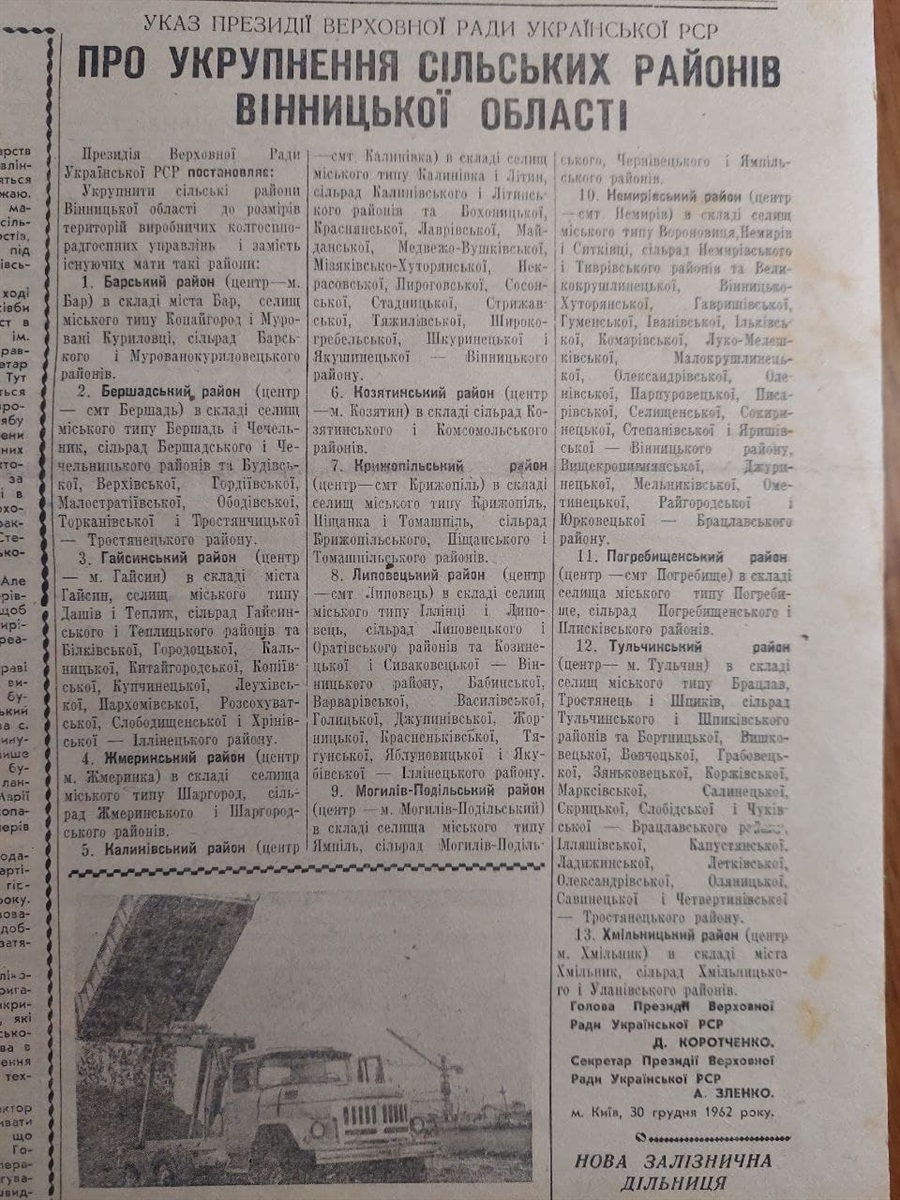 УКАЗ ПРЕЗИДІЇ ВЕРХОВНОЇ РАДИ УКРАЇНСЬКОЇ РСР
ПРО УКРУПНЕННЯ СІЛЬСЬКИХ РАЙОНІВ
ВІННИЦЬКОЇ ОБЛАСТІ
Президія Верховної Ради
Української РСР постановляє:
Укрупнити сільські райони
Вінницької області до розмірів
територій виробничих колгоспно-
радгоспних управлінь і замість
існуючих мати такі райони:
1. Барський район (центр—м.
Бар) в складі міста Бар, селищ
міського типу Копайгород і Муро-
вані Курилівці, сільрад Барсь-
кого і Мурованокуриловецького
районів.
2. Бершадський район (центр
— смт Бершадь) в складі селищ
міського типу Бершадь і Чечель-
ник, сільрад Бершадського і Че-
чельницького районів та Будівсь-
кої, Верхівської, Гордіївської,
Малостратіївської, Ободівської,
Торканівської і Тростянчицької
— Тростянецького району.
3. Гайсинський район (центр
— м. Гайсин) в складі міста
Гайсин, селищ міського типу
Дашів і Теплик, сільрад Гайсин-
ського і Теплицького районів та
Білківської, Городоцької, Каль-
ницької, Китайгородської, Копіїв-
ської, Купчинецької, Леухівсь-
кої, Пархомівської, Розсохуват-
ської, Слободищенської і Хрінів-
ської — Іллінецького району.
4. Жмеринський район (центр
м. Жмеринка) в складі селища
міського типу Шаргород, сіль-
рад Жмеринського і Шаргород-
ського районів.
5. Калинівський район (центр
—смт. Калинівка) в складі селищ
міського типу Калинівка і Літин,
сільрад Калинівського і Літинсь-
кого районів та Бохоницької,
Краснянської, Лаврівської, Май-
данської, Медвежо-Вушківської,
Мізяківсько-Хуторянської, Нек-
расовської, Пироговської, Сосон-
ської, Стадницької, Стрижав-
ської, Тяжилівської, Широко-
гребельської, Шкуринецької і
Якушинецької — Вінницького
району.
6. Козятинський район (центр
—м. Козятин) в складі сільрад Ко-
зятинського і Комсомольського
районів.
7. Крижопільський район
(центр—смт Крижопіль) в складі
селищ міського типу Крижопіль,
Піщанка і Томашпіль, сільрад
Крижопільського, Піщанського і
Томашпільського районів.
8. Липовецький район (центр
—смт. Липовець) в складі селищ
міського типу Іллінці і Липо-
вець, сільрад Липовецького і
Оратівського районів та Козине-
цької і Сиваковецької — Він-
ницького району, Бабинської,
Варварівської, Василівської,
Голицької, Джупинівської, Жор-
ницької, Красненьківської, Тя-
гунської, Яблуновицької і Яку-
бівської — Іллінецького району.
9. Могилів-Подільський район
(центр —м. Могилів-Подільський)
в складі селища міського типу
Ямпіль, сільрад Могилів-Поділь-
ського, Чернівецького і Ямпіль-
ського районів.
10. Немирівський район (центр
—смт Немирів) в складі селищ
міського типу Вороновиця, Немирів
і Ситківці, сільрад Немирівського
і Тиврівського районів та Вели-
кокрушлинецької, Вінницько-
Хуторянської, Гавришівської,
Гуменської, Іванівської, Ільківсь-
кої, Комарівської, Луко-Мелеш-
ківської, Малокрушлинець-
кої, Олександрівської, Оле-
нівської, Парпуровецької, Писа-
рівської, Селищенської, Сокири-
нецької, Степанівської і Яришів-
ської — Вінницького району,
Вищекропивнянської, Джури-
нецької, Мельниківської, Оме-
тинецької, Райгородської і
Юрковецької — Брацлавського
району.
11. Погребищенський район
(центр —смт Погребище) в складі
селища міського типу Погреби-
ще, сільрад Погребищенського і
Плисківського районів.
12. Тульчинський район
(центр— м. Тульчин) в складі
селищ міського типу Брацлав,
Тростянець і Шпиків, сільрад
Тульчинського і Шпиківського
районів та Бортницької, Вишко-
вецької, Вовчоцької, Грабовець-
кої, Зяньковецької, Коржівської,
Марксівської, Салинецької,
Скрицької, Слобідської і Чуків-
ської — Брацлавського району,
Ілляшівської, Капустянської,
Ладижинської, Летківської,
Олександрівської, Оляницької,
Савинецької і Четвертинівської
— Тростянецького району.
13. Хмільницький район (центр
м. Хмільник) в складі міста
Хмільник, сільрад Хмільницько-
го і Уланівського районів.
Голова Президії Верховної
Ради Української РСР
Д. КОРОТЧЕНКО.
Секретар Президії Верховної
Ради Української РСР
А. ЗЛЕНКО.
м. Київ, 30 грудня 1962 року.
НОВА ЗАЛІЗНИЧНА
ДІЛЬНИЦЯ